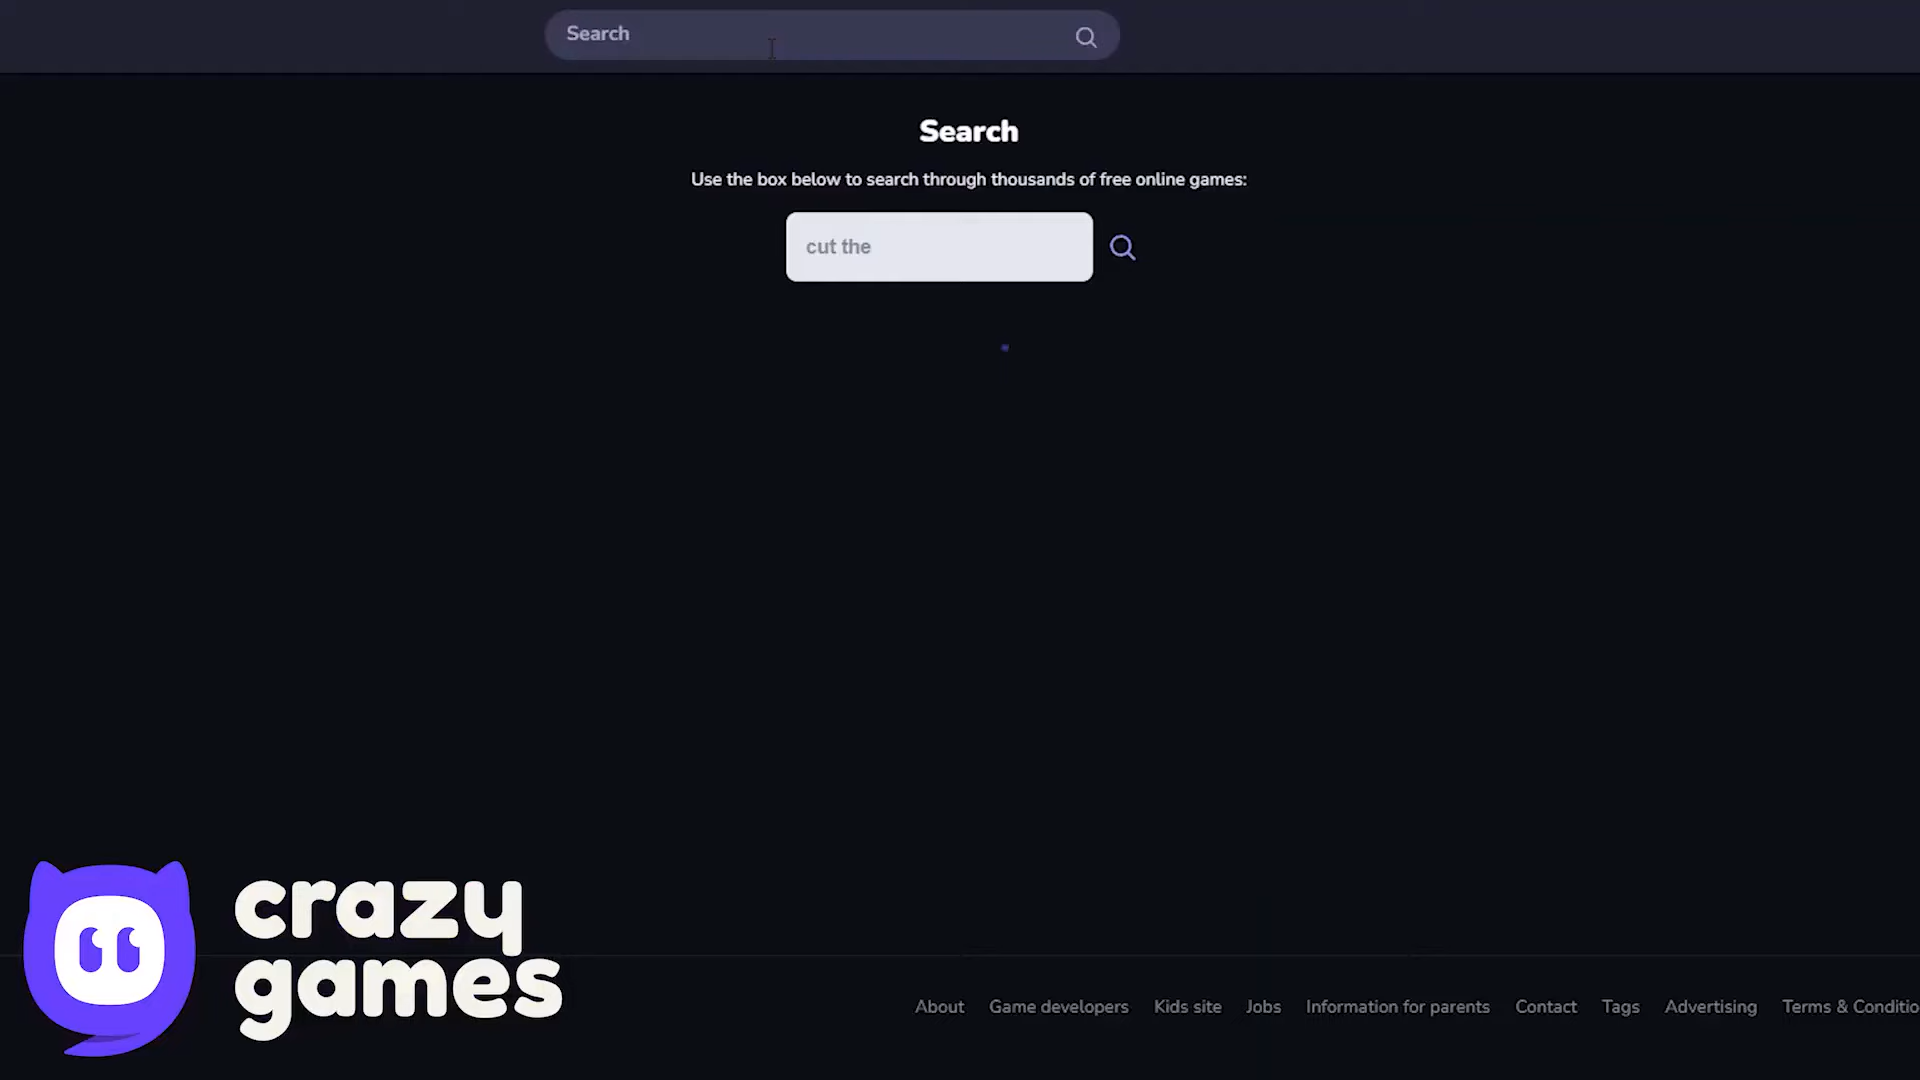 Search
Search
Use the box below to search through thousands of free online games:
cut the
crazy
games
About Game developers Kids site Jobs Information for parents Contact Tags Advertising Terms & Conditio